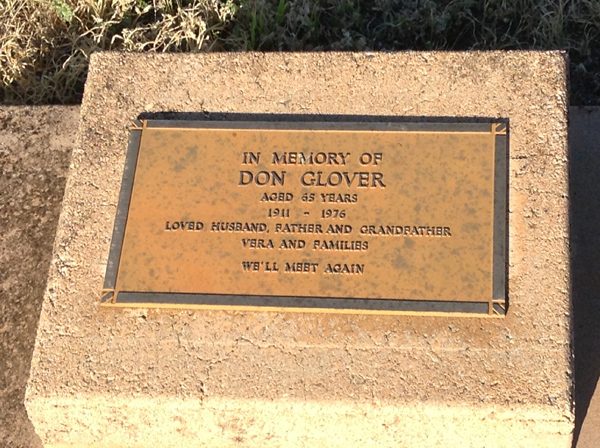 IN MEMORY OF
DON GLOVER
AGED 65 YEARS
1911 - 1976
LOVED HUSBAND, FATHER AND GRANDFATHER
VERA AND FAMILIES
WE'LL MEET AGAIN